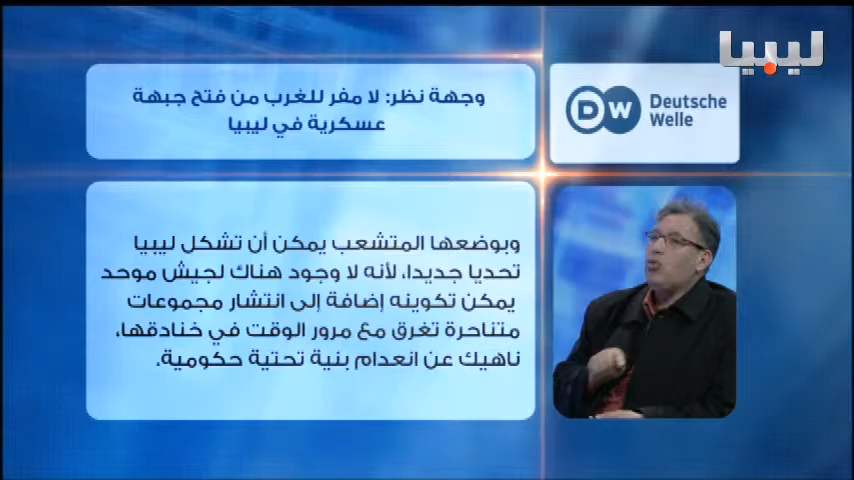 ليبيا
وجهة نظر: لا مفر للغرب من فتح جبهة
عسكرية في ليبيا
DW Deutsche
Welle
وبوضعها المتشعب يمكن أن تشكل ليبيا
تحديا جديدا، لأنه لا وجود هناك لجيش موحد
يمكن تكوينه إضافة إلى انتشار مجموعات
متناحرة تغرق مع مرور الوقت في خنادقها،
ناهيك عن انعدام بنية تحتية حكومية.